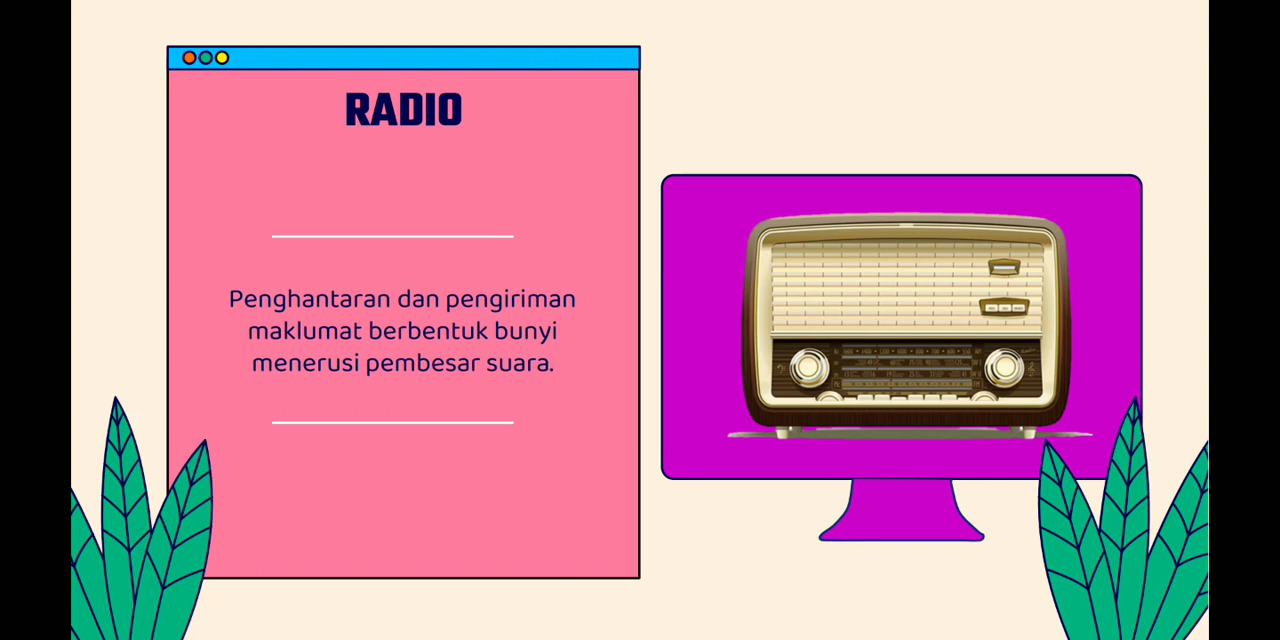 RADIO
Penghantaran dan pengiriman
maklumat berbentuk bunyi
menerusi pembesar suara.